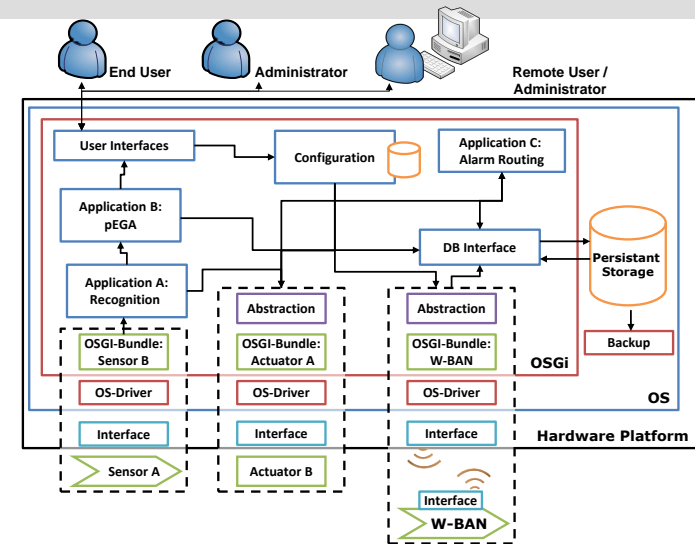 End User
Administrator
Remote User /
Administrator
User Interfaces
Configuration
Application C:
Alarm Routing
Application B:
pEGA
DB Interface
Persistant
Storage
Application A:
Recognition
Abstraction
Abstraction
OSGI-Bundle:
Sensor B
OSGI-Bundle:
Actuator A
OSGI-Bundle:
W-BAN
Backup
OSGi
OS-Driver
OS-Driver
OS-Driver
OS
Interface
Interface
Interface
Hardware Platform
Sensor A
Actuator B
Interface
W-BAN